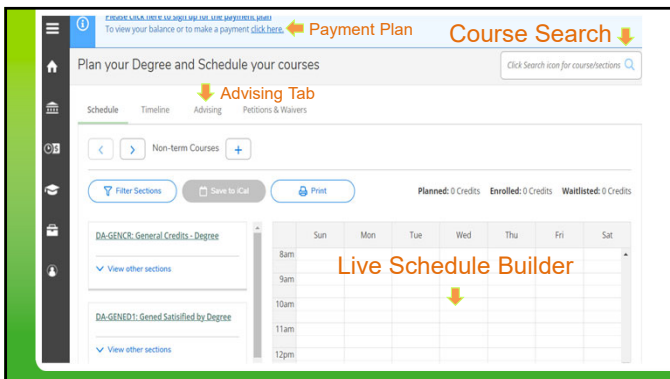 Please Click here to sign up for the payment plan
To view your balance or to make a payment click here.
Payment Plan
Course Search
Plan your Degree and Schedule your courses
Click Search icon for course/sections
Advising Tab
Schedule Timeline Advising Petitions & Waivers
Non-term Courses
Filter Sections Save to iCal Print Planned: 0 Credits Enrolled: 0 Credits Waitlisted: 0 Credits
DA-GENCR: General Credits - Degree
View other sections
DA-GENED1: Gened Satisified by Degree
View other sections
Sun Mon Tue Wed Thu Fri Sat
8am
9am
10am
11am
12pm
Live Schedule Builder